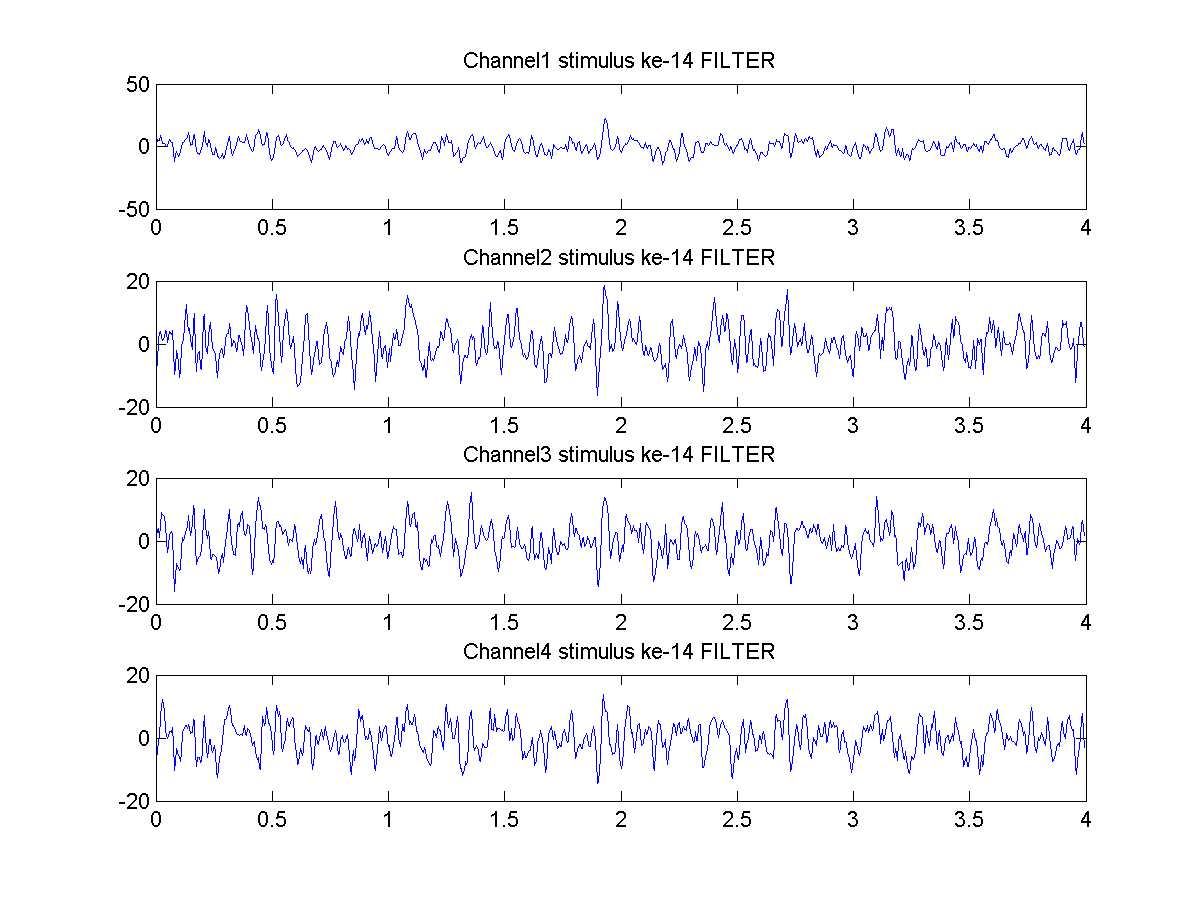 Channel1 stimulus ke-14 FILTER
50
0
-50
0 0.5 1 1.5 2 2.5 3 3.5 4
Channel2 stimulus ke-14 FILTER
20
0
-20
0 0.5 1 1.5 2 2.5 3 3.5 4
Channel3 stimulus ke-14 FILTER
20
0
-20
0 0.5 1 1.5 2 2.5 3 3.5 4
Channel4 stimulus ke-14 FILTER
20
0
-20
0 0.5 1 1.5 2 2.5 3 3.5 4